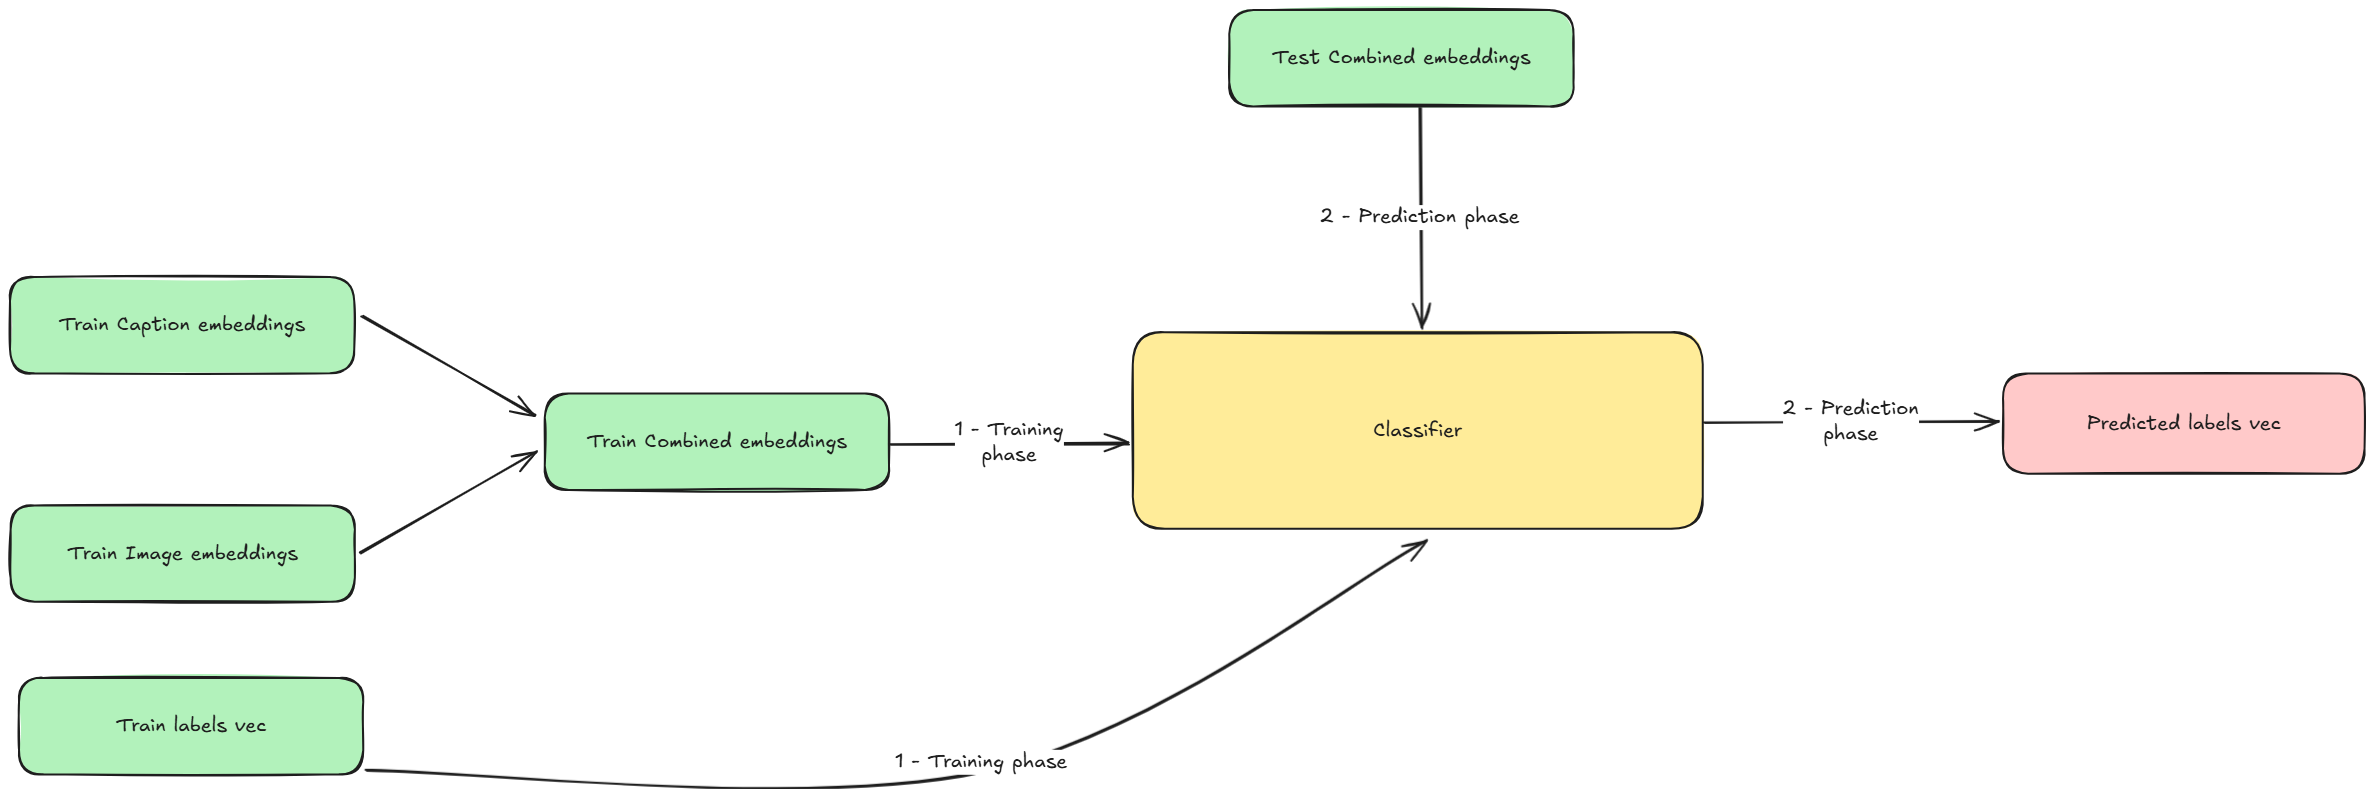 Test Combined embeddings
2 - Prediction phase
Train Caption embeddings
Train Combined embeddings
1 - Training
phase
Classifier
2 - Prediction
phase
Predicted labels vec
Train Image embeddings
Train labels vec
1 - Training phase